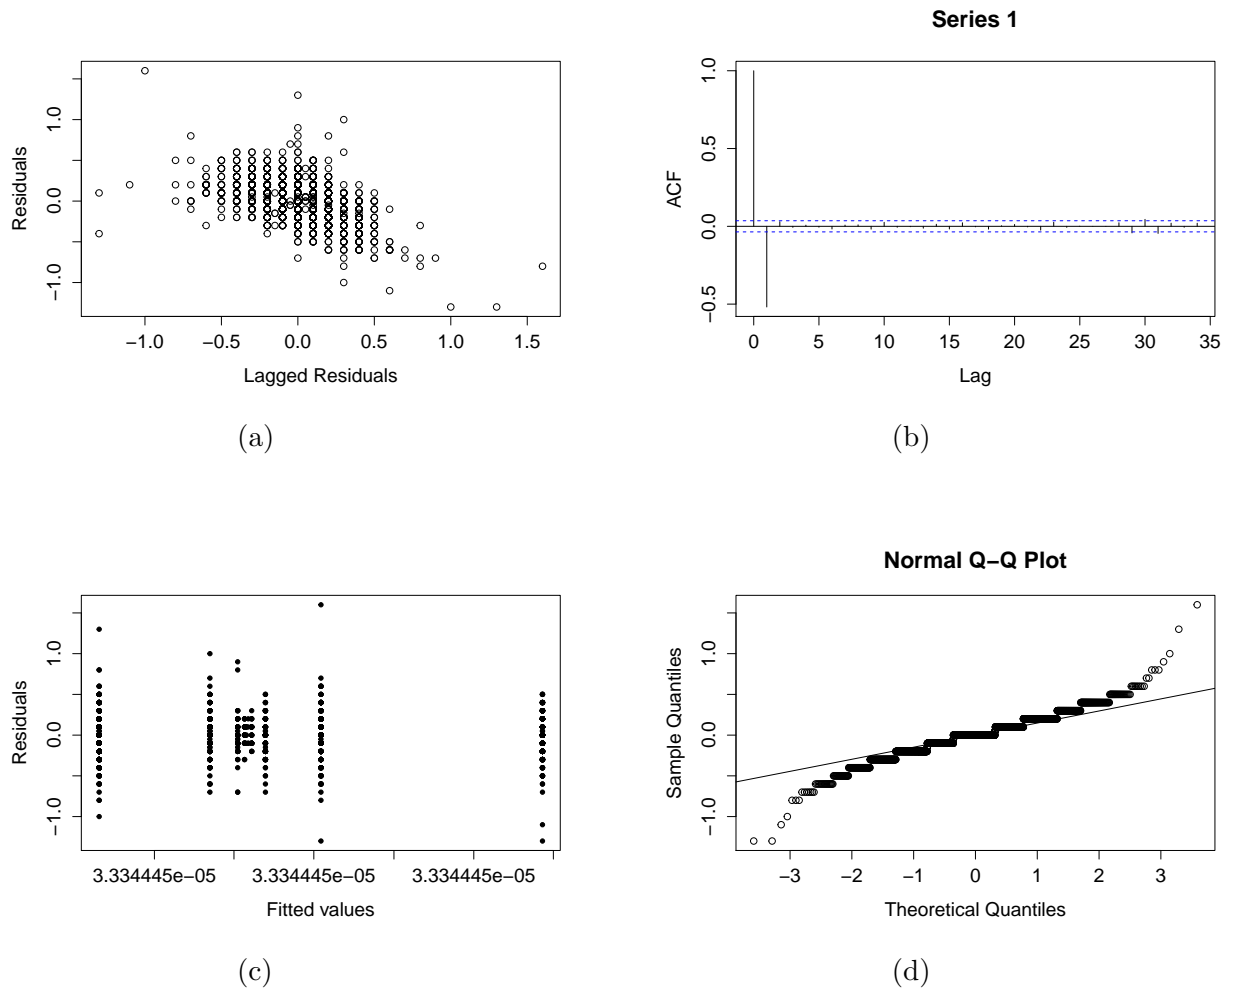 Residuals
1.0
0.0
−1.0
−1.0 −0.5 0.0 0.5 1.0 1.5
Lagged Residuals
(a)
Series 1
ACF
1.0
0.5
0.0
−0.5
0 5 10 15 20 25 30 35
Lag
(b)
Residuals
1.0
0.0
−1.0
3.334445e−05 3.334445e−05 3.334445e−05
Fitted values
(c)
Normal Q−Q Plot
Sample Quantiles
1.0
0.0
−1.0
−3 −2 −1 0 1 2 3
Theoretical Quantiles
(d)